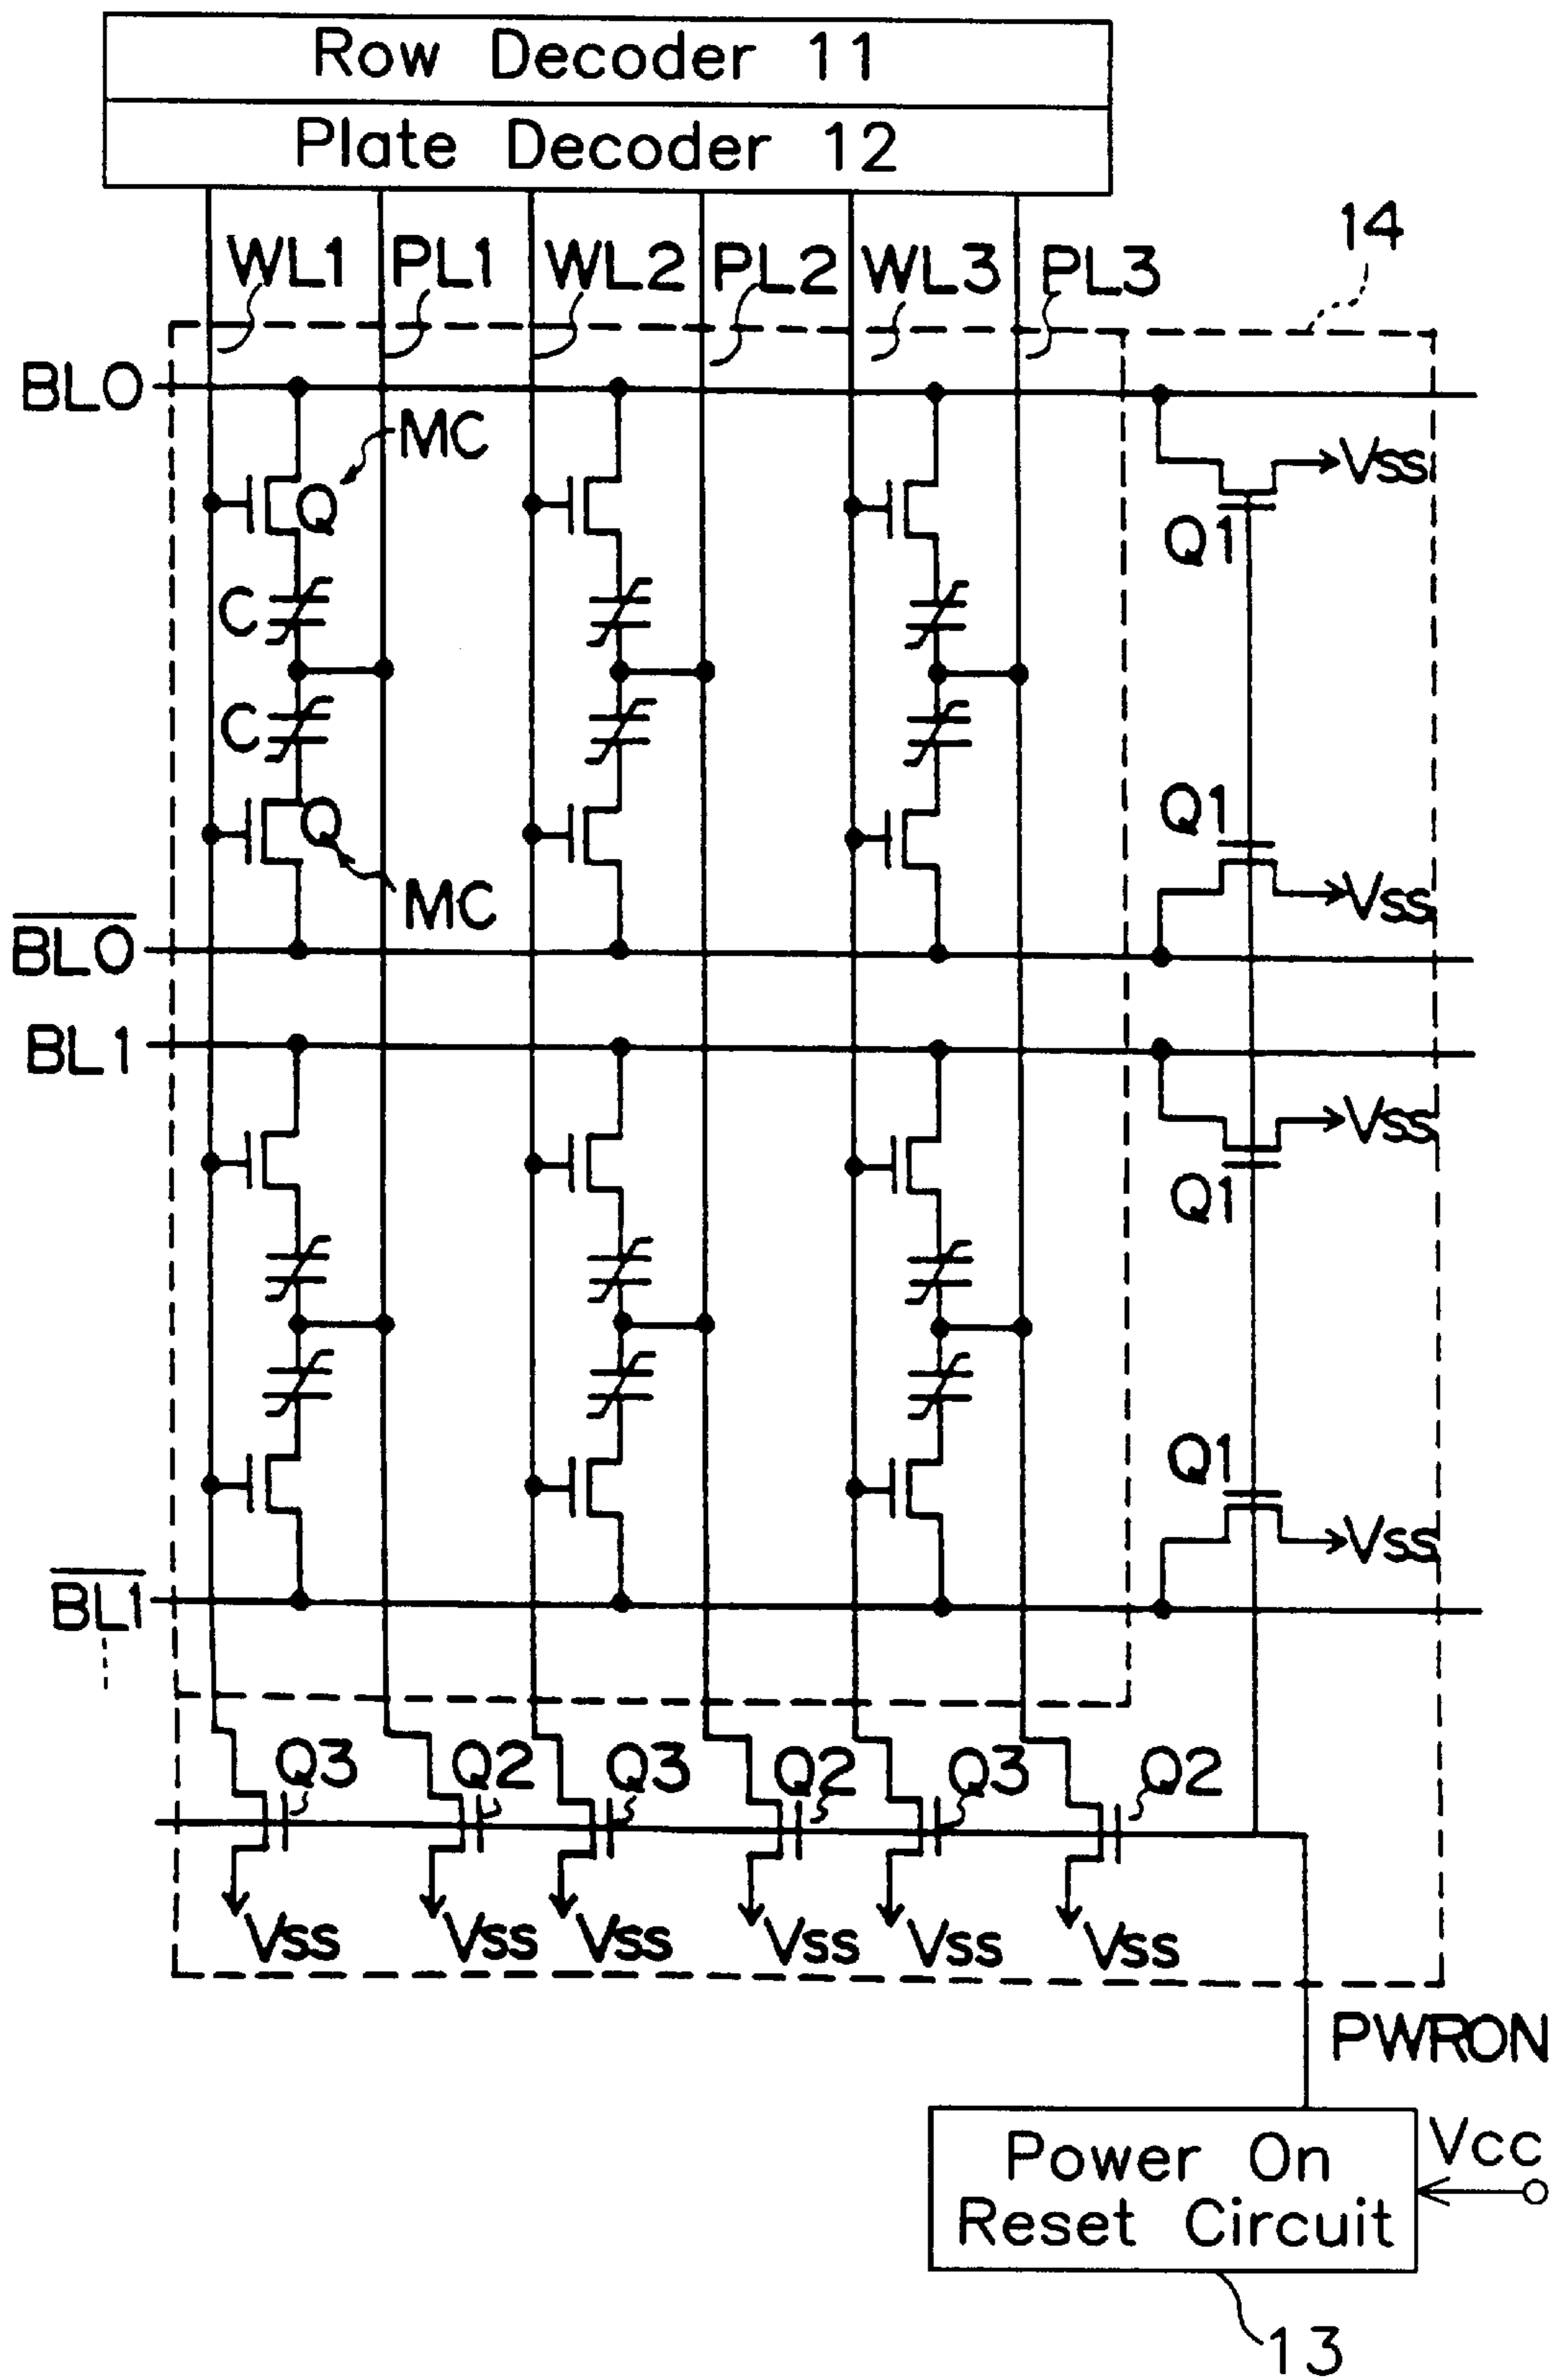 Row Decoder 11
Plate Decoder 12
14
WL1 PL1 WL2 PL2 WL3 PL3
BL0
MC
Vss
Q
Q1
C
C
Q1
Q
Vss
MC
B̅L̅0̅
BL1
Vss
Q1
Q1
Vss
B̅L̅1̅
Q3 Q2 Q3 Q2 Q3 Q2
Vss Vss Vss Vss Vss Vss
PWRON
Vcc
Power On
Reset Circuit
13